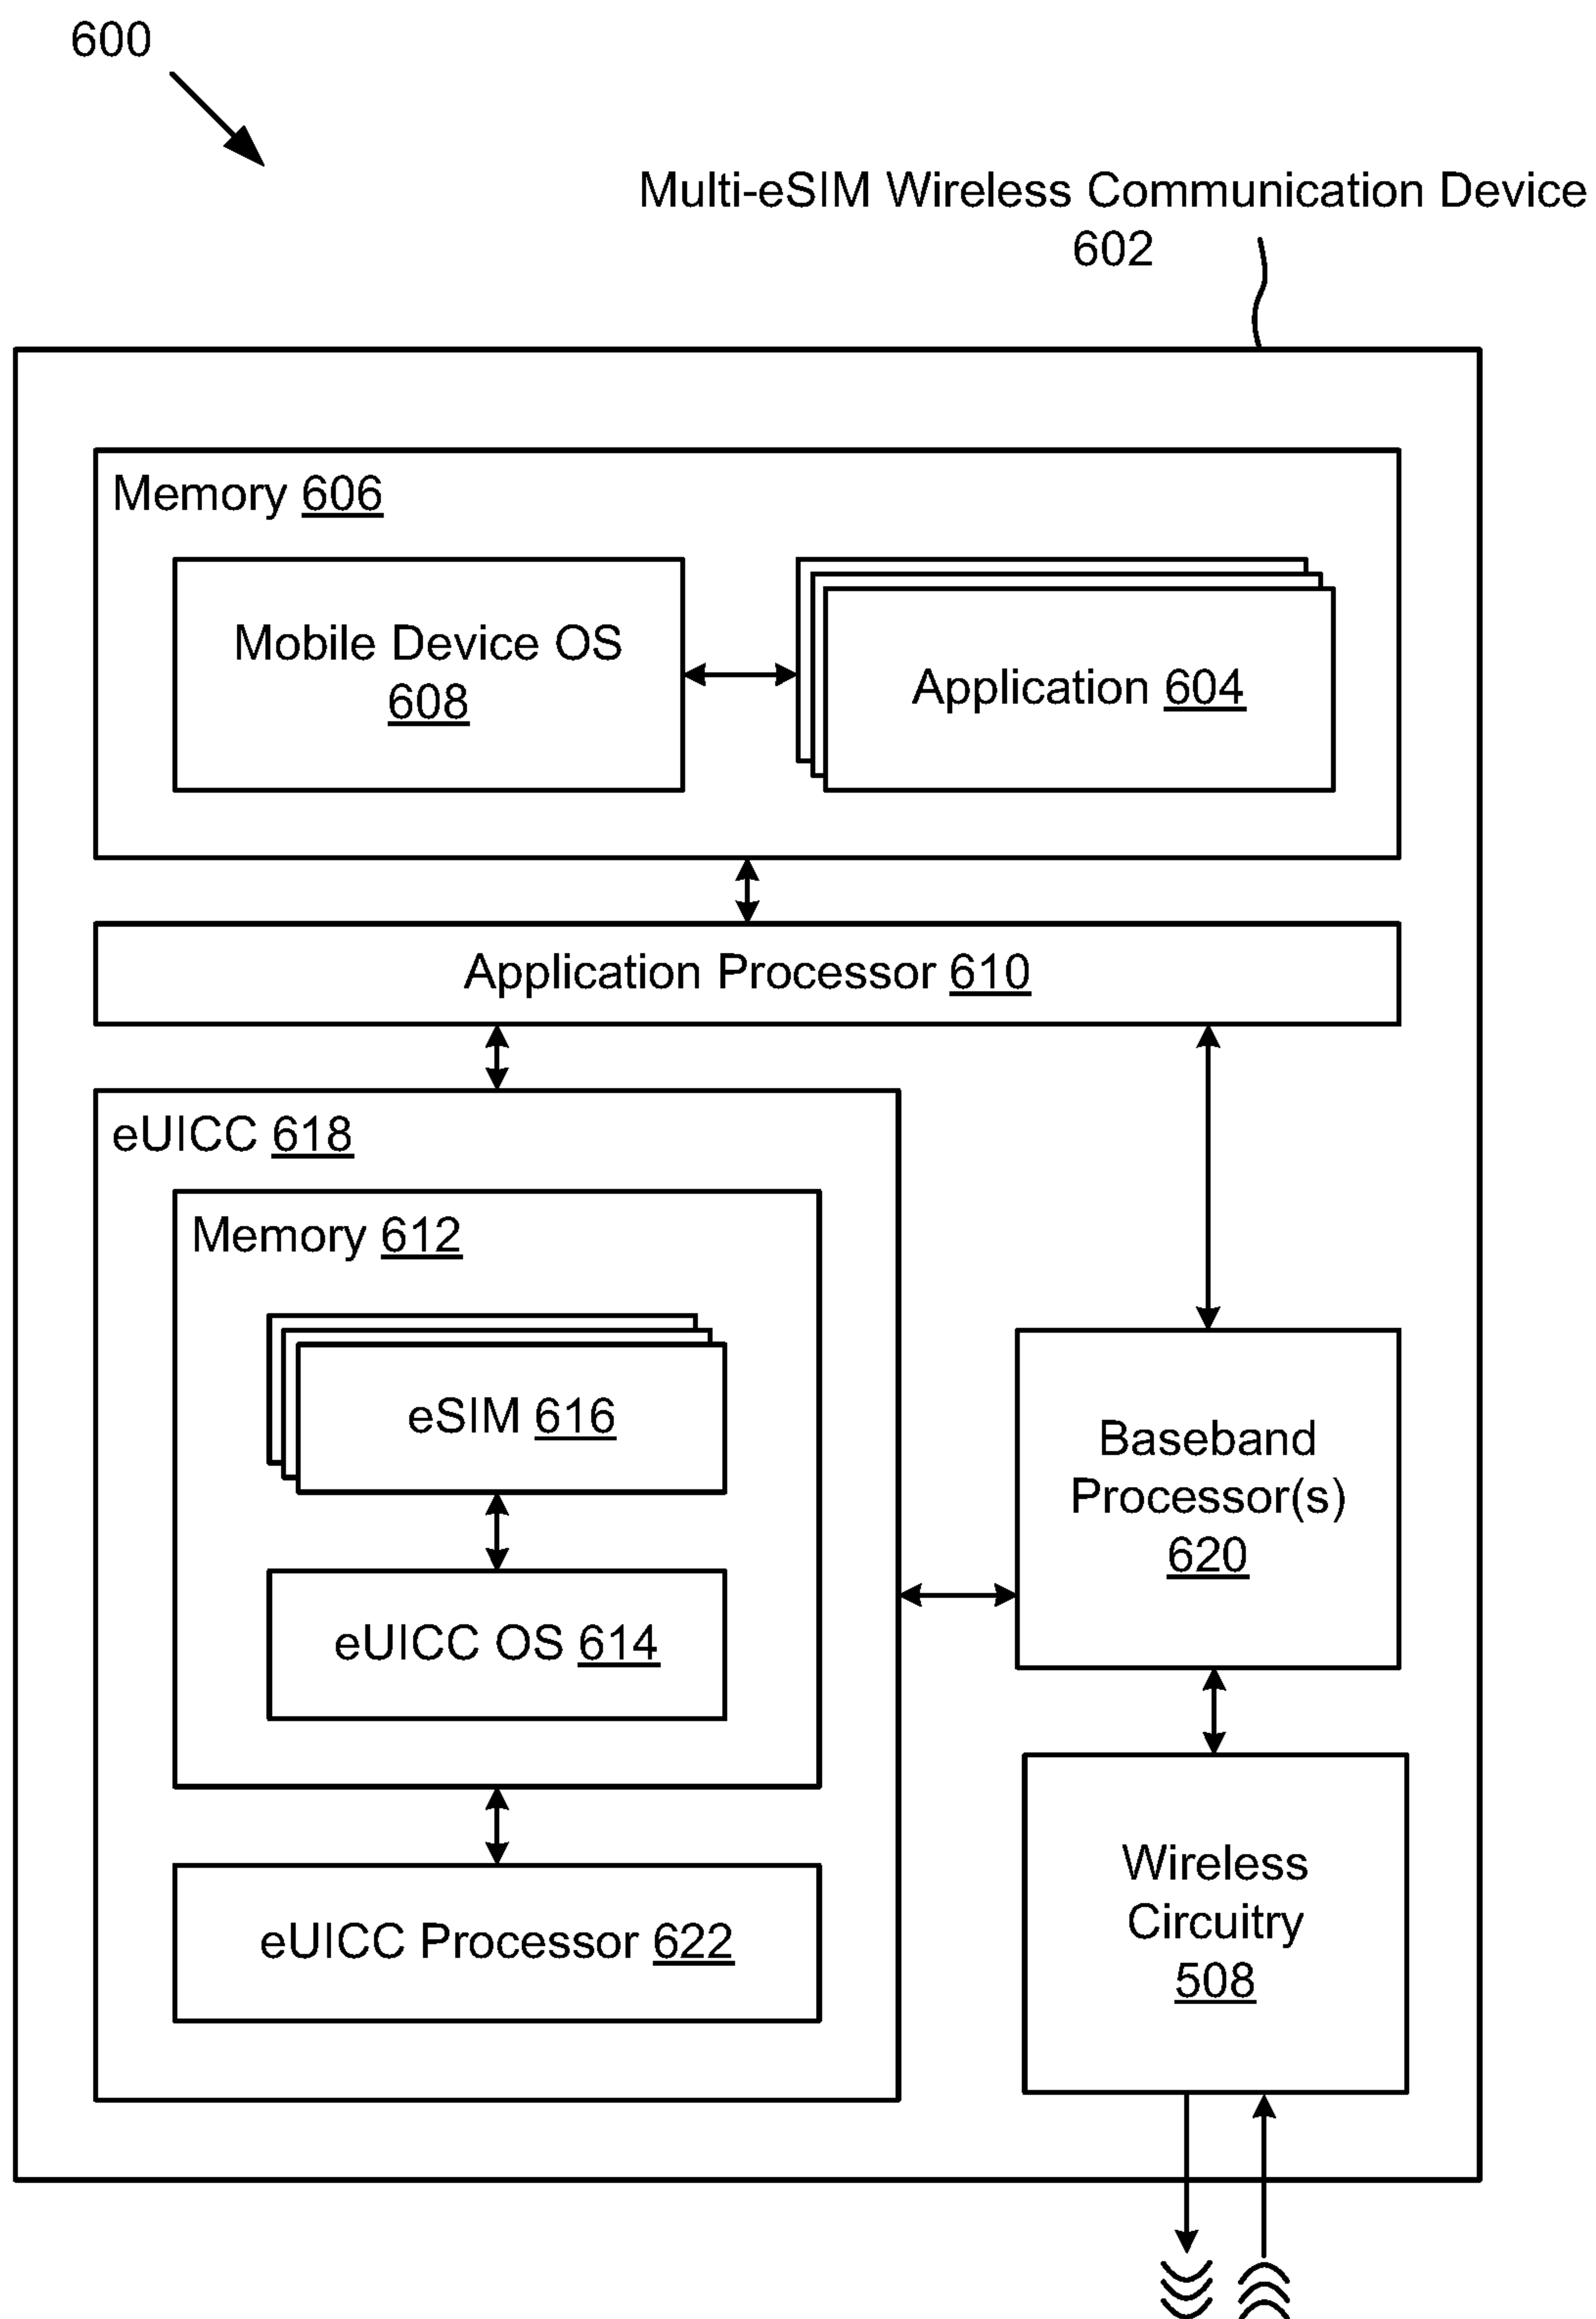 600
Multi-eSIM Wireless Communication Device
602
Memory 606
Mobile Device OS
608
Application 604
Application Processor 610
eUICC 618
Memory 612
eSIM 616
eUICC OS 614
eUICC Processor 622
Baseband
Processor(s)
620
Wireless
Circuitry
508